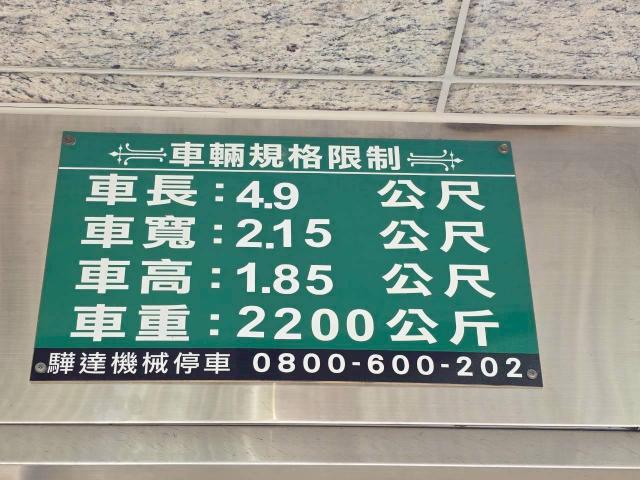 車輛規格限制
車長：4.9 公尺
車寬：2.15 公尺
車高：1.85 公尺
車重：2200公斤
驊達機械停車 0800-600-202